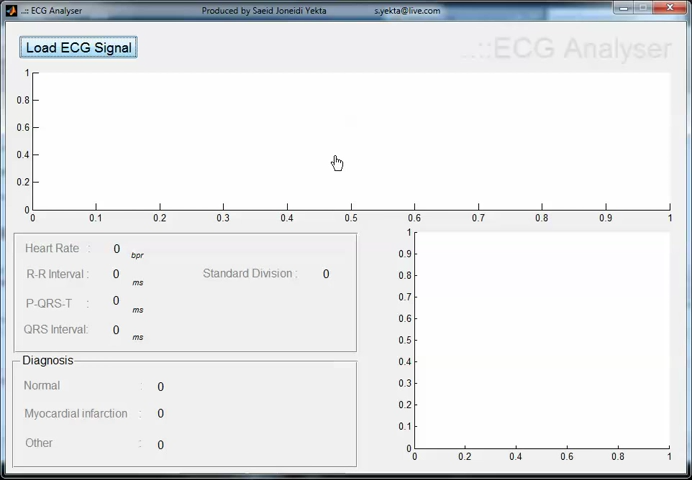 ..:: ECG Analyser Produced by Saeid Joneidi Yekta s.yekta@live.com
Load ECG Signal ..::ECG Analyser
1
0.8
0.6
0.4
0.2
0 0.1 0.2 0.3 0.4 0.5 0.6 0.7 0.8 0.9 1
Heart Rate : 0 bpr
R-R Interval : 0 ms Standard Division : 0
P-QRS-T : 0 ms
QRS Interval: 0 ms
Diagnosis
Normal : 0
Myocardial infarction : 0
Other : 0
1
0.9
0.8
0.7
0.6
0.5
0.4
0.3
0.2
0.1
0
0 0.2 0.4 0.6 0.8 1